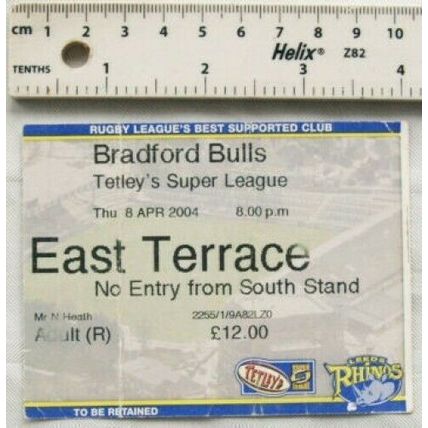 cm 1 2 3 4 5 6 7 8 9 10
Helix® Z82
TENTHS 1 2 3 4
RUGBY LEAGUE'S BEST SUPPORTED CLUB
Bradford Bulls
Tetley's Super League
Thu 8 APR 2004 8.00 p.m
East Terrace
No Entry from South Stand
Mr N Heath 2255/1/9A82LZ0
Adult (R) £12.00
TETLEY'S SUPER LEAGUE LEEDS
RHINOS
TO BE RETAINED